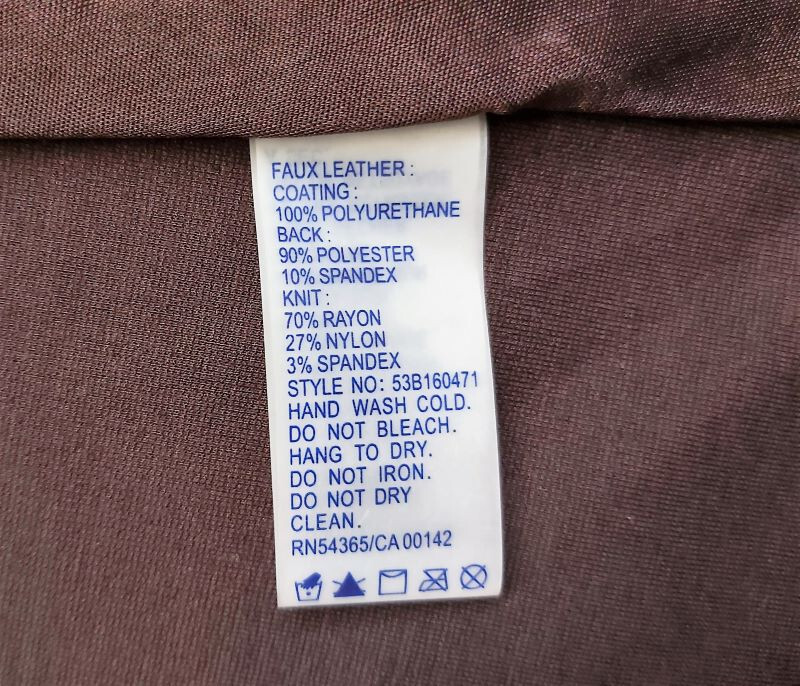 FAUX LEATHER :
COATING :
100% POLYURETHANE
BACK :
90% POLYESTER
10% SPANDEX
KNIT :
70% RAYON
27% NYLON
3% SPANDEX
STYLE NO: 53B160471
HAND WASH COLD.
DO NOT BLEACH.
HANG TO DRY.
DO NOT IRON.
DO NOT DRY
CLEAN.
RN54365/CA 00142